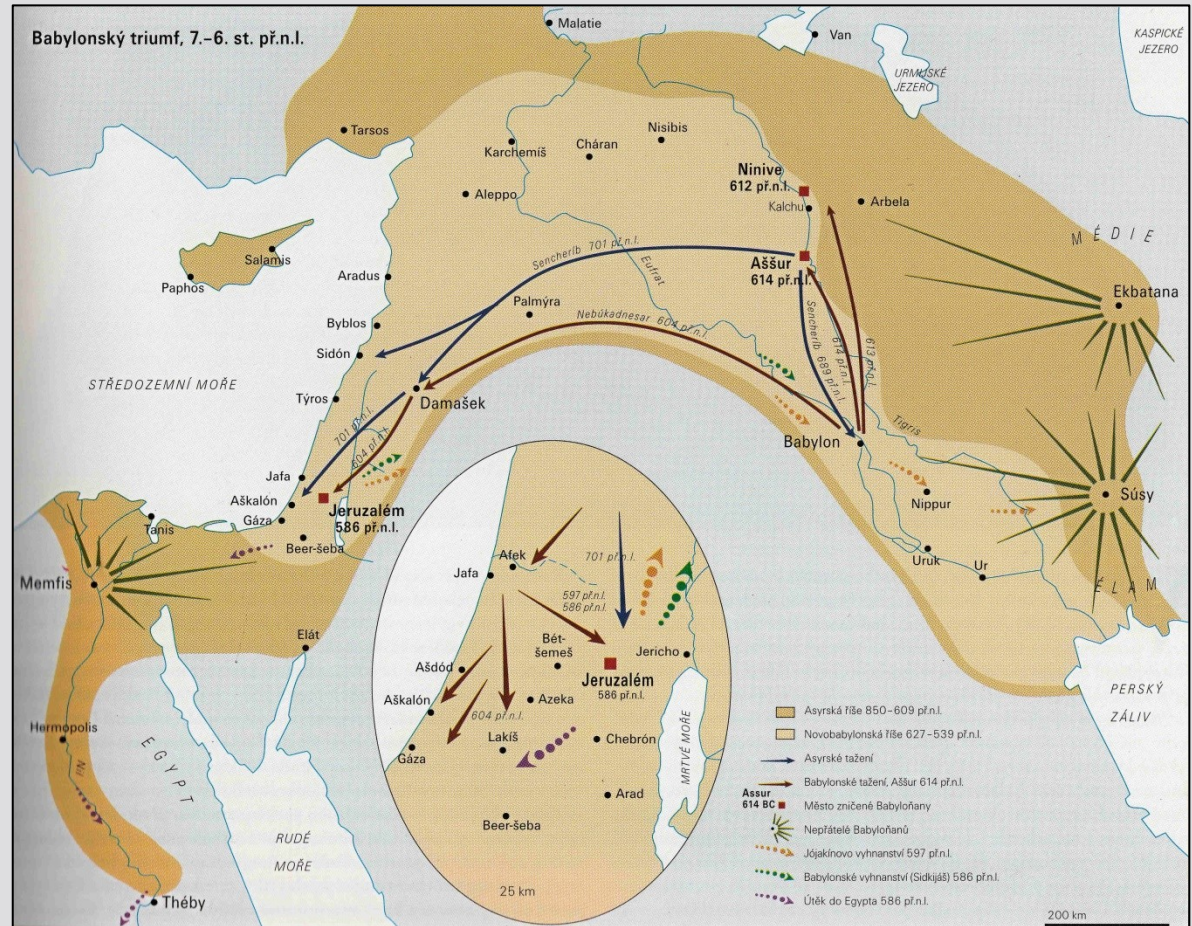 Babylonský triumf, 7.–6. st. př.n.l.
Malatie
Van
KASPICKÉ
JEZERO
URMIJSKÉ
JEZERO
Tarsos
Karchemíš
Cháran
Nisibis
Aleppo
Ninive
612 př.n.l.
Kalchu
Arbela
MÉDIE
Salamis
Paphos
Aradus
Sencheríb 701 př.n.l.
Eufrat
Aššur
614 př.n.l.
Ekbatana
Palmýra
Byblos
Nebúkadnesar 604 př.n.l.
Sidón
Sencheríb 689 př.n.l.
614 př.n.l.
613 př.n.l.
STŘEDOZEMNÍ MOŘE
Týros
Damašek
701 př.n.l.
604 př.n.l.
Tigris
Babylon
Jafa
Aškalón
Gáza
Jeruzalém
586 př.n.l.
Beer-šeba
Tanis
Nippur
Súsy
Memfis
Uruk
Ur
ÉLAM
Elát
Hermopolis
Nil
EGYPT
RUDÉ
MOŘE
Théby
PERSKÝ
ZÁLIV
Afek
701 př.n.l.
Jafa
597 př.n.l.
586 př.n.l.
Bét-
šemeš
Jericho
Ašdód
Jeruzalém
586 př.n.l.
Aškalón
Azeka
604 př.n.l.
Lakíš
Chebrón
Gáza
MRTVÉ MOŘE
Arad
Beer-šeba
25 km
Asyrská říše 850–609 př.n.l.
Novobabylonská říše 627–539 př.n.l.
Asyrské tažení
Babylonské tažení, Aššur 614 př.n.l.
Assur
614 BC
Město zničené Babyloňany
Nepřátelé Babyloňanů
Jójakínovo vyhnanství 597 př.n.l.
Babylonské vyhnanství (Sidkijáš) 586 př.n.l.
Útěk do Egypta 586 př.n.l.
200 km